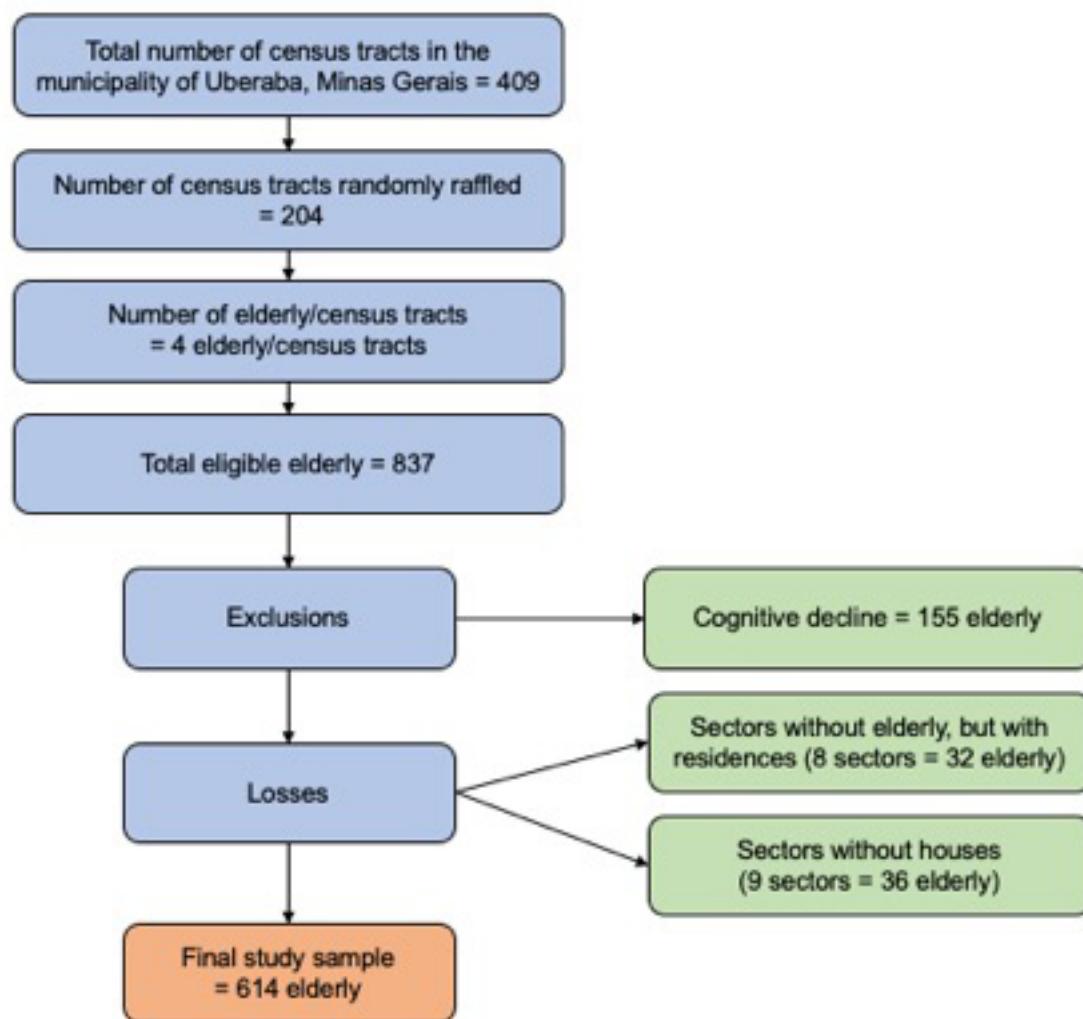 Total number of census tracts in the
municipality of Uberaba, Minas Gerais = 409
Number of census tracts randomly raffled
= 204
Number of elderly/census tracts
= 4 elderly/census tracts
Total eligible elderly = 837
Exclusions
Cognitive decline = 155 elderly
Losses
Sectors without elderly, but with
residences (8 sectors = 32 elderly)
Sectors without houses
(9 sectors = 36 elderly)
Final study sample
= 614 elderly